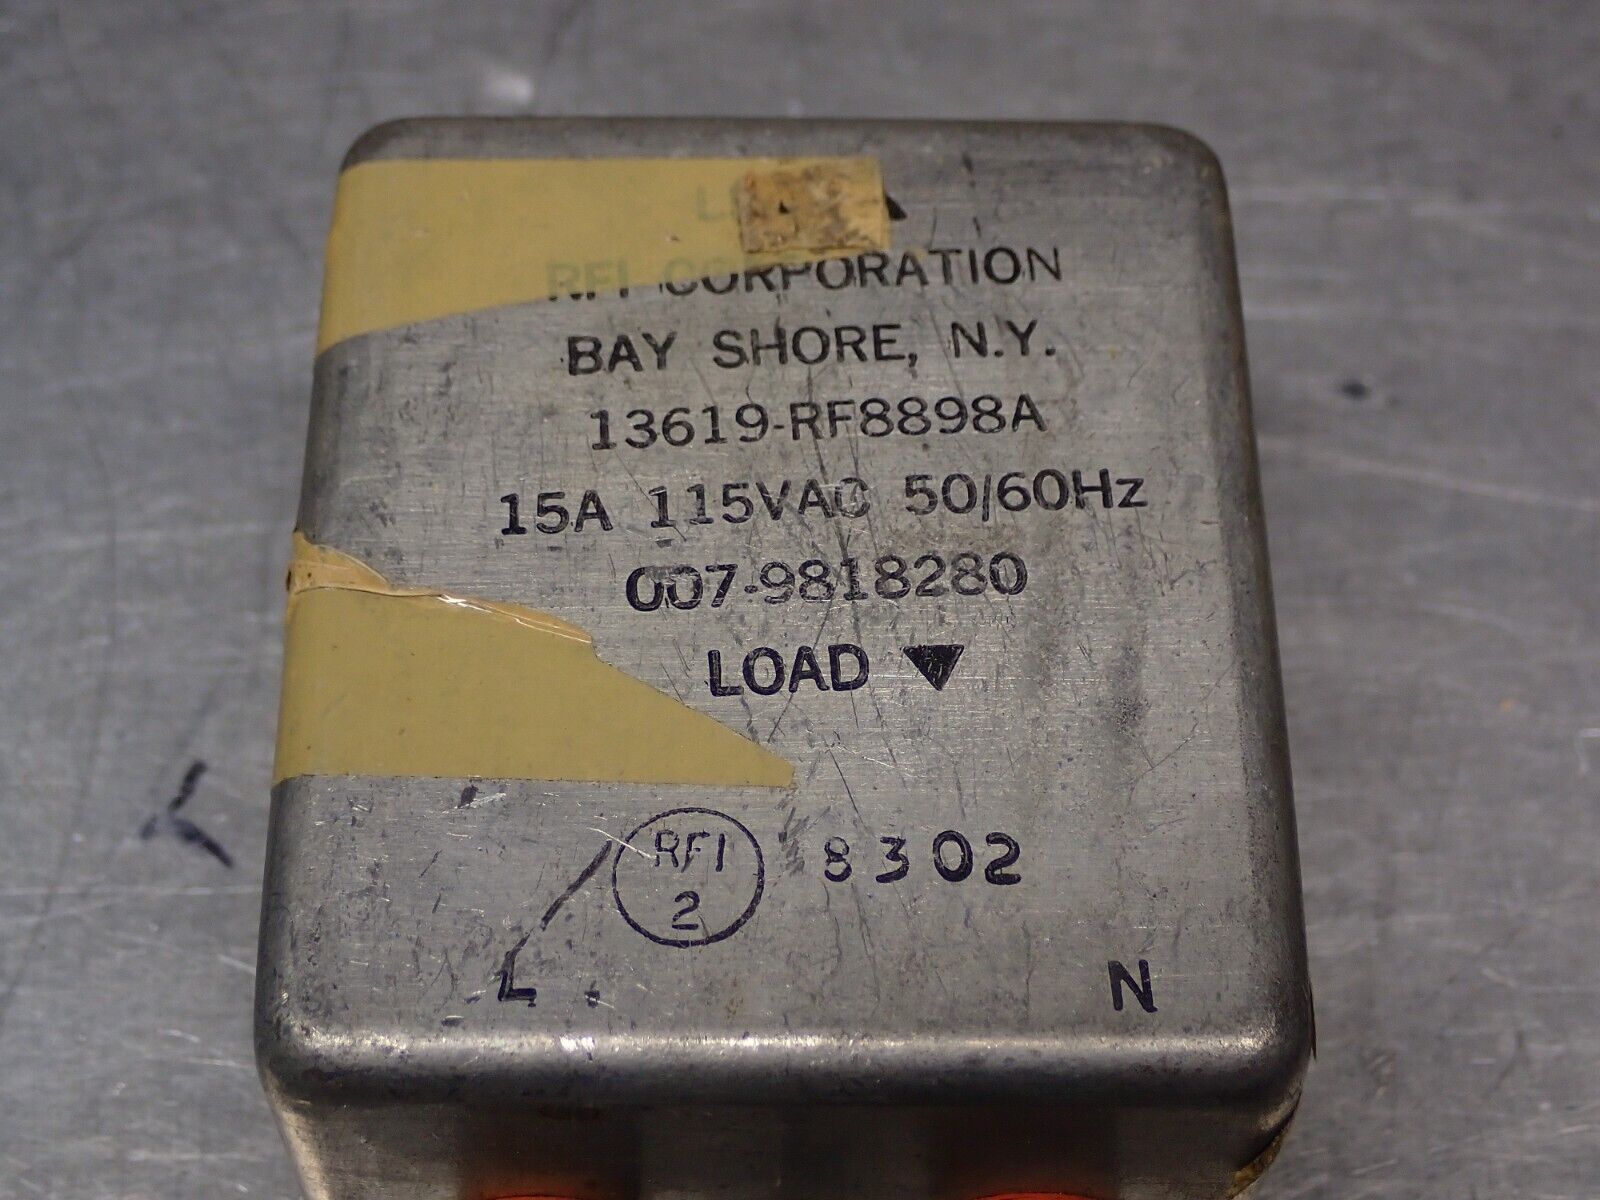 RFI CORPORATION
BAY SHORE, N.Y.
13619-RF8898A
15A 115VAC 50/60Hz
007-9818280
LOAD ▼
RFI 8302
2
L N